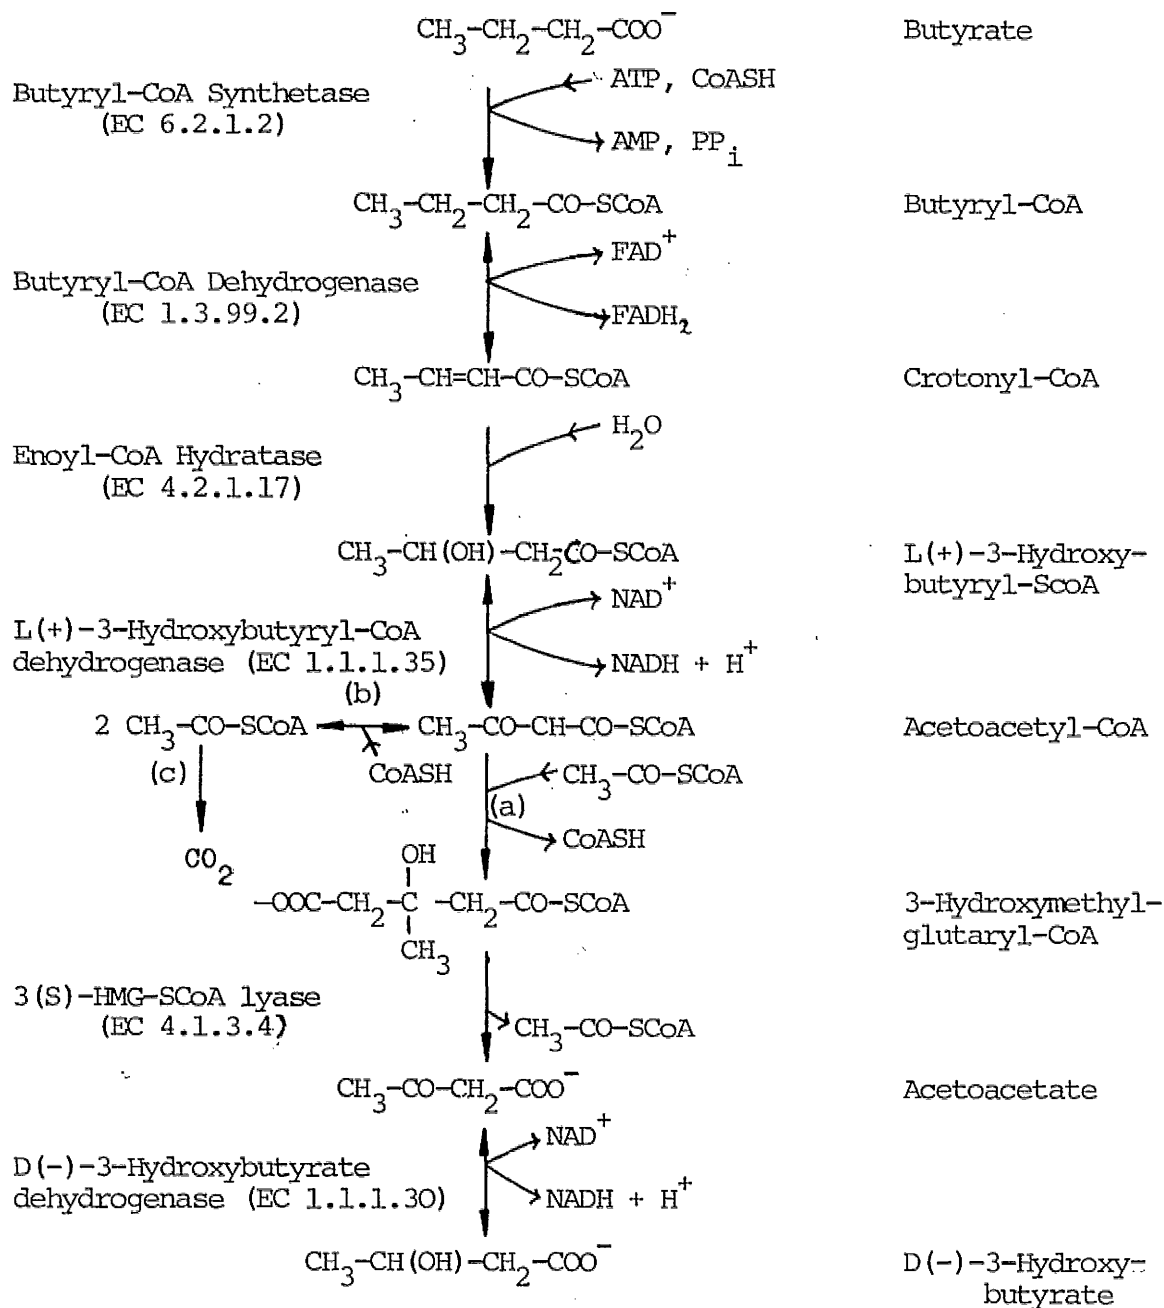 CH₃-CH₂-CH₂-COO⁻ Butyrate
ATP, CoASH
Butyryl-CoA Synthetase
(EC 6.2.1.2)
AMP, PPᵢ
CH₃-CH₂-CH₂-CO-SCoA Butyryl-CoA
FAD⁺
Butyryl-CoA Dehydrogenase
(EC 1.3.99.2)
FADH₂
CH₃-CH=CH-CO-SCoA Crotonyl-CoA
H₂O
Enoyl-CoA Hydratase
(EC 4.2.1.17)
CH₃-CH(OH)-CH₂CO-SCoA L(+)-3-Hydroxy-
butyryl-ScoA
NAD⁺
L(+)-3-Hydroxybutyryl-CoA
dehydrogenase (EC 1.1.1.35)
NADH + H⁺
(b)
2 CH₃-CO-SCoA CH₃-CO-CH-CO-SCoA Acetoacetyl-CoA
(c) CoASH CH₃-CO-SCoA
(a)
CoASH
CO₂
OH
-OOC-CH₂-C-CH₂-CO-SCoA 3-Hydroxymethyl-
glutaryl-CoA
CH₃
3(S)-HMG-SCoA lyase
(EC 4.1.3.4)
CH₃-CO-SCoA
CH₃-CO-CH₂-COO⁻ Acetoacetate
NAD⁺
D(-)-3-Hydroxybutyrate
dehydrogenase (EC 1.1.1.30)
NADH + H⁺
CH₃-CH(OH)-CH₂-COO⁻ D(-)-3-Hydroxy-
butyrate